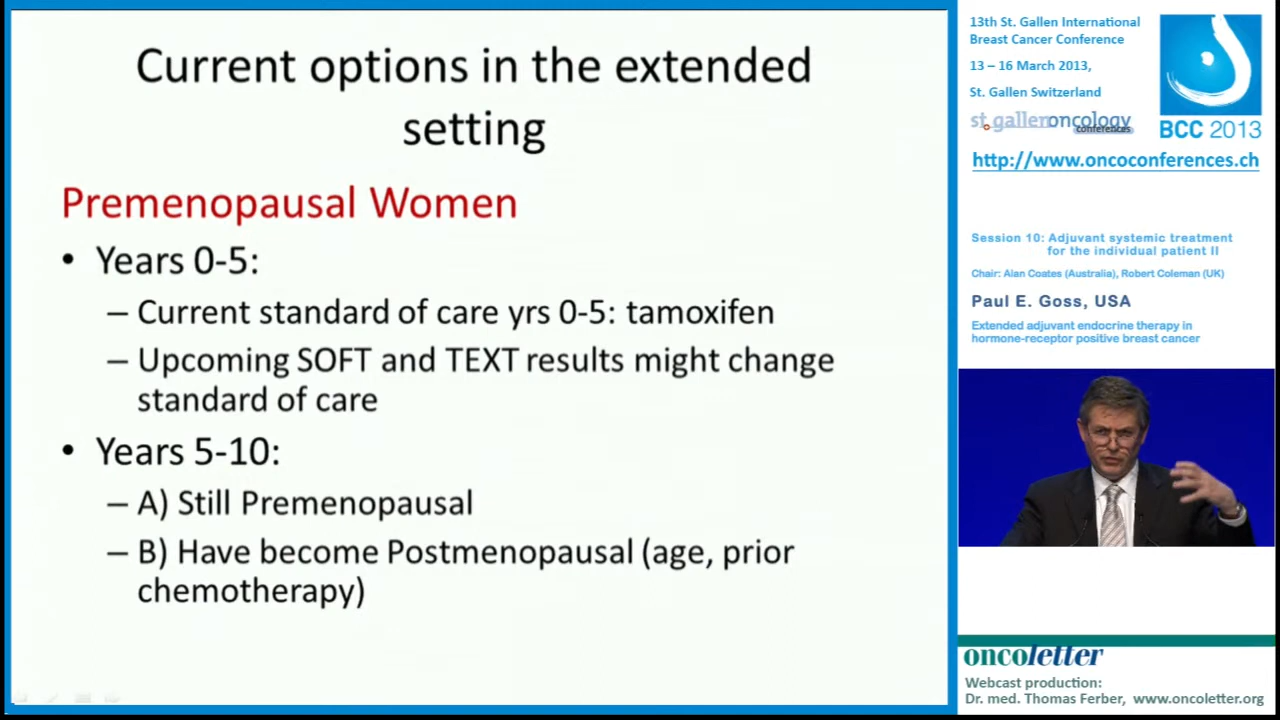 Current options in the extended
setting
Premenopausal Women
• Years 0-5:
– Current standard of care yrs 0-5: tamoxifen
– Upcoming SOFT and TEXT results might change
standard of care
• Years 5-10:
– A) Still Premenopausal
– B) Have become Postmenopausal (age, prior
chemotherapy)
13th St. Gallen International
Breast Cancer Conference
13 – 16 March 2013,
St. Gallen Switzerland
st.gallenoncology
conferences
BCC 2013
http://www.oncoconferences.ch
Session 10: Adjuvant systemic treatment
for the individual patient II
Chair: Alan Coates (Australia), Robert Coleman (UK)
Paul E. Goss, USA
Extended adjuvant endocrine therapy in
hormone-receptor positive breast cancer
oncoletter
Webcast production:
Dr. med. Thomas Ferber, www.oncoletter.org